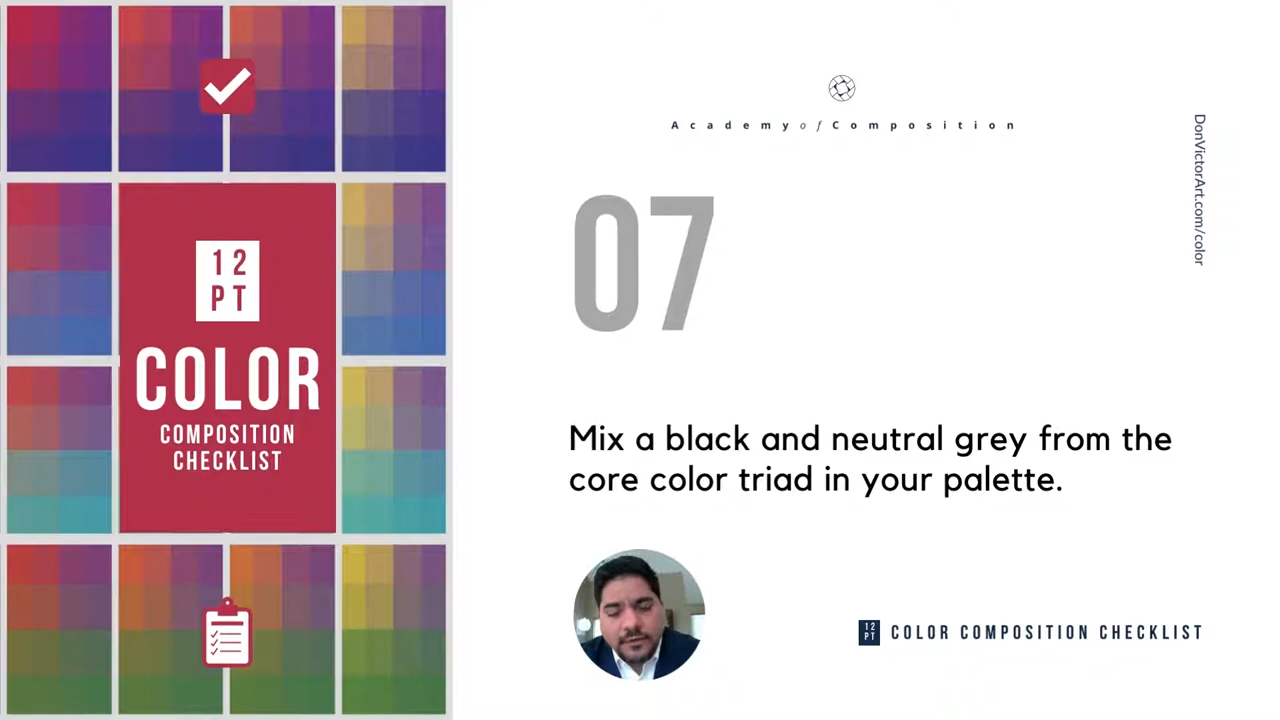 12
PT
COLOR
COMPOSITION
CHECKLIST
Academy of Composition
DonVictorArt.com/color
07
Mix a black and neutral grey from the
core color triad in your palette.
12
PT
COLOR COMPOSITION CHECKLIST